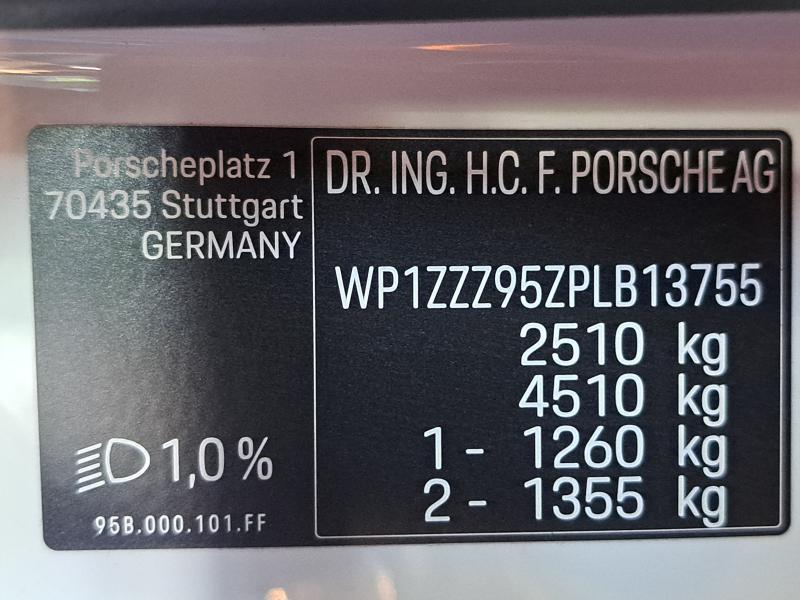 Porscheplatz 1
70435 Stuttgart
GERMANY
1,0 %
95B.000.101.FF
DR. ING. H.C. F. PORSCHE AG
WP1ZZZ95ZPLB13755
2510 kg
4510 kg
1 - 1260 kg
2 - 1355 kg